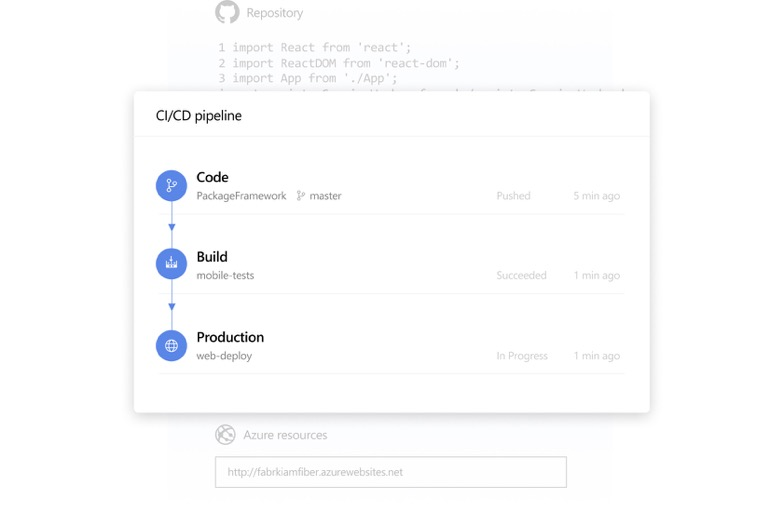 Repository
1 import React from 'react';
2 import ReactDOM from 'react-dom';
3 import App from './App';
CI/CD pipeline
Code
PackageFramework master Pushed 5 min ago
Build
mobile-tests Succeeded 1 min ago
Production
web-deploy In Progress 1 min ago
Azure resources
http://fabrkiamfiber.azurewebsites.net